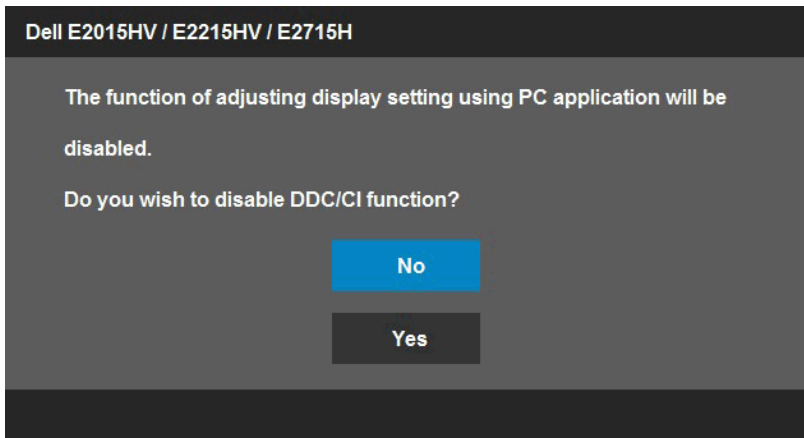 Dell E2015HV / E2215HV / E2715H
The function of adjusting display setting using PC application will be
disabled.
Do you wish to disable DDC/CI function?
No
Yes